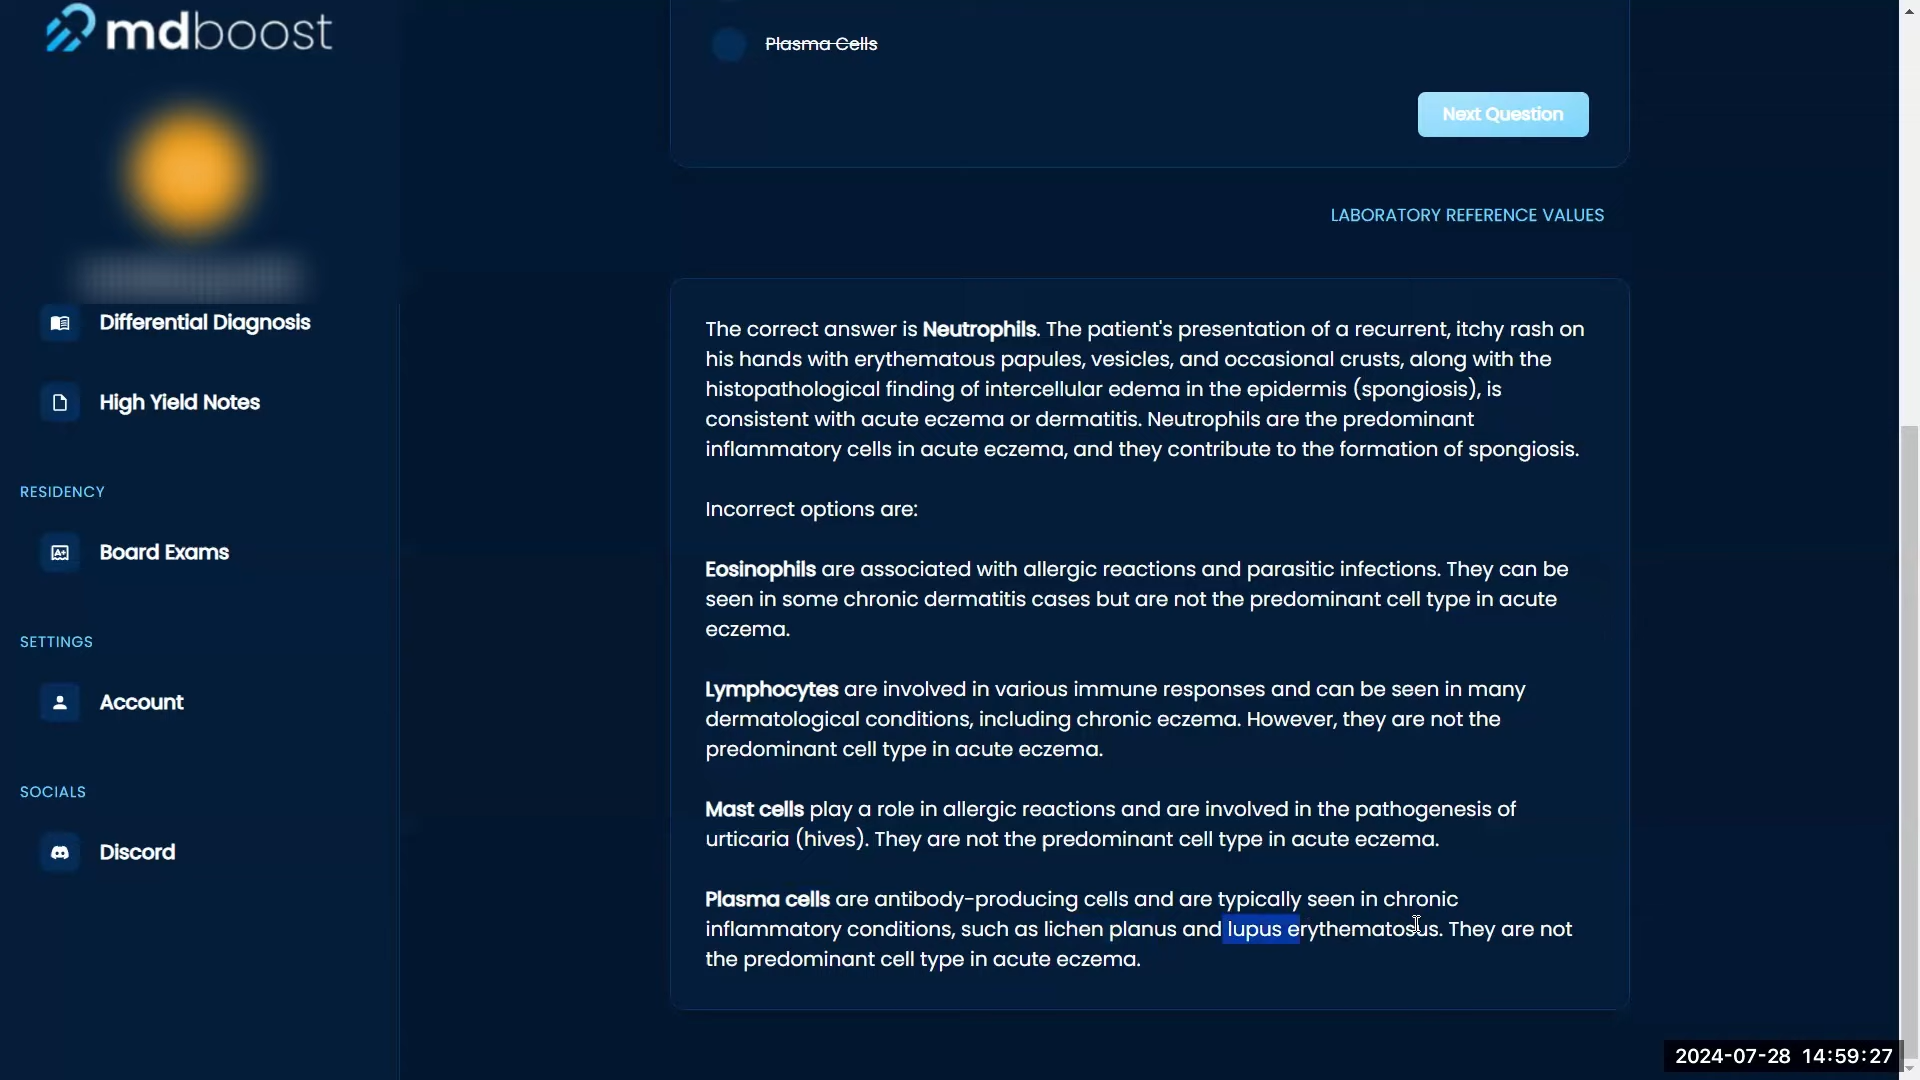 mdboost
Differential Diagnosis
High Yield Notes
RESIDENCY
Board Exams
SETTINGS
Account
SOCIALS
Discord
Plasma Cells
Next Question
LABORATORY REFERENCE VALUES
The correct answer is Neutrophils. The patient's presentation of a recurrent, itchy rash on
his hands with erythematous papules, vesicles, and occasional crusts, along with the
histopathological finding of intercellular edema in the epidermis (spongiosis), is
consistent with acute eczema or dermatitis. Neutrophils are the predominant
inflammatory cells in acute eczema, and they contribute to the formation of spongiosis.
Incorrect options are:
Eosinophils are associated with allergic reactions and parasitic infections. They can be
seen in some chronic dermatitis cases but are not the predominant cell type in acute
eczema.
Lymphocytes are involved in various immune responses and can be seen in many
dermatological conditions, including chronic eczema. However, they are not the
predominant cell type in acute eczema.
Mast cells play a role in allergic reactions and are involved in the pathogenesis of
urticaria (hives). They are not the predominant cell type in acute eczema.
Plasma cells are antibody-producing cells and are typically seen in chronic
inflammatory conditions, such as lichen planus and lupus erythematosus. They are not
the predominant cell type in acute eczema.
2024-07-28 14:59:27